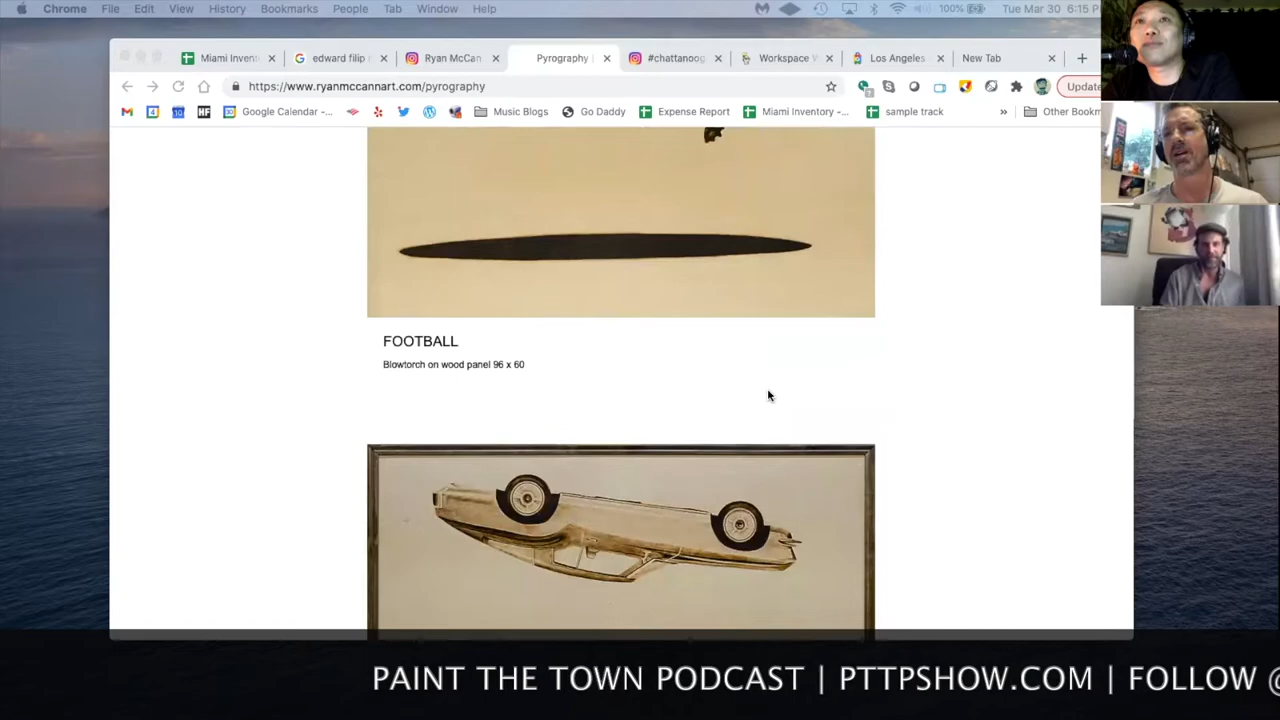 Chrome File Edit View History Bookmarks People Tab Window Help 100% Tue Mar 30 6:15 P
Miami Invent edward filip Ryan McCan Pyrography #chattanoog Workspace Los Angeles New Tab
https://www.ryanmccannart.com/pyrography Update
Google Calendar -... Music Blogs Go Daddy Expense Report Miami Inventory -... sample track » Other Bookm
FOOTBALL
Blowtorch on wood panel 96 x 60
PAINT THE TOWN PODCAST | PTTPSHOW.COM | FOLLOW @